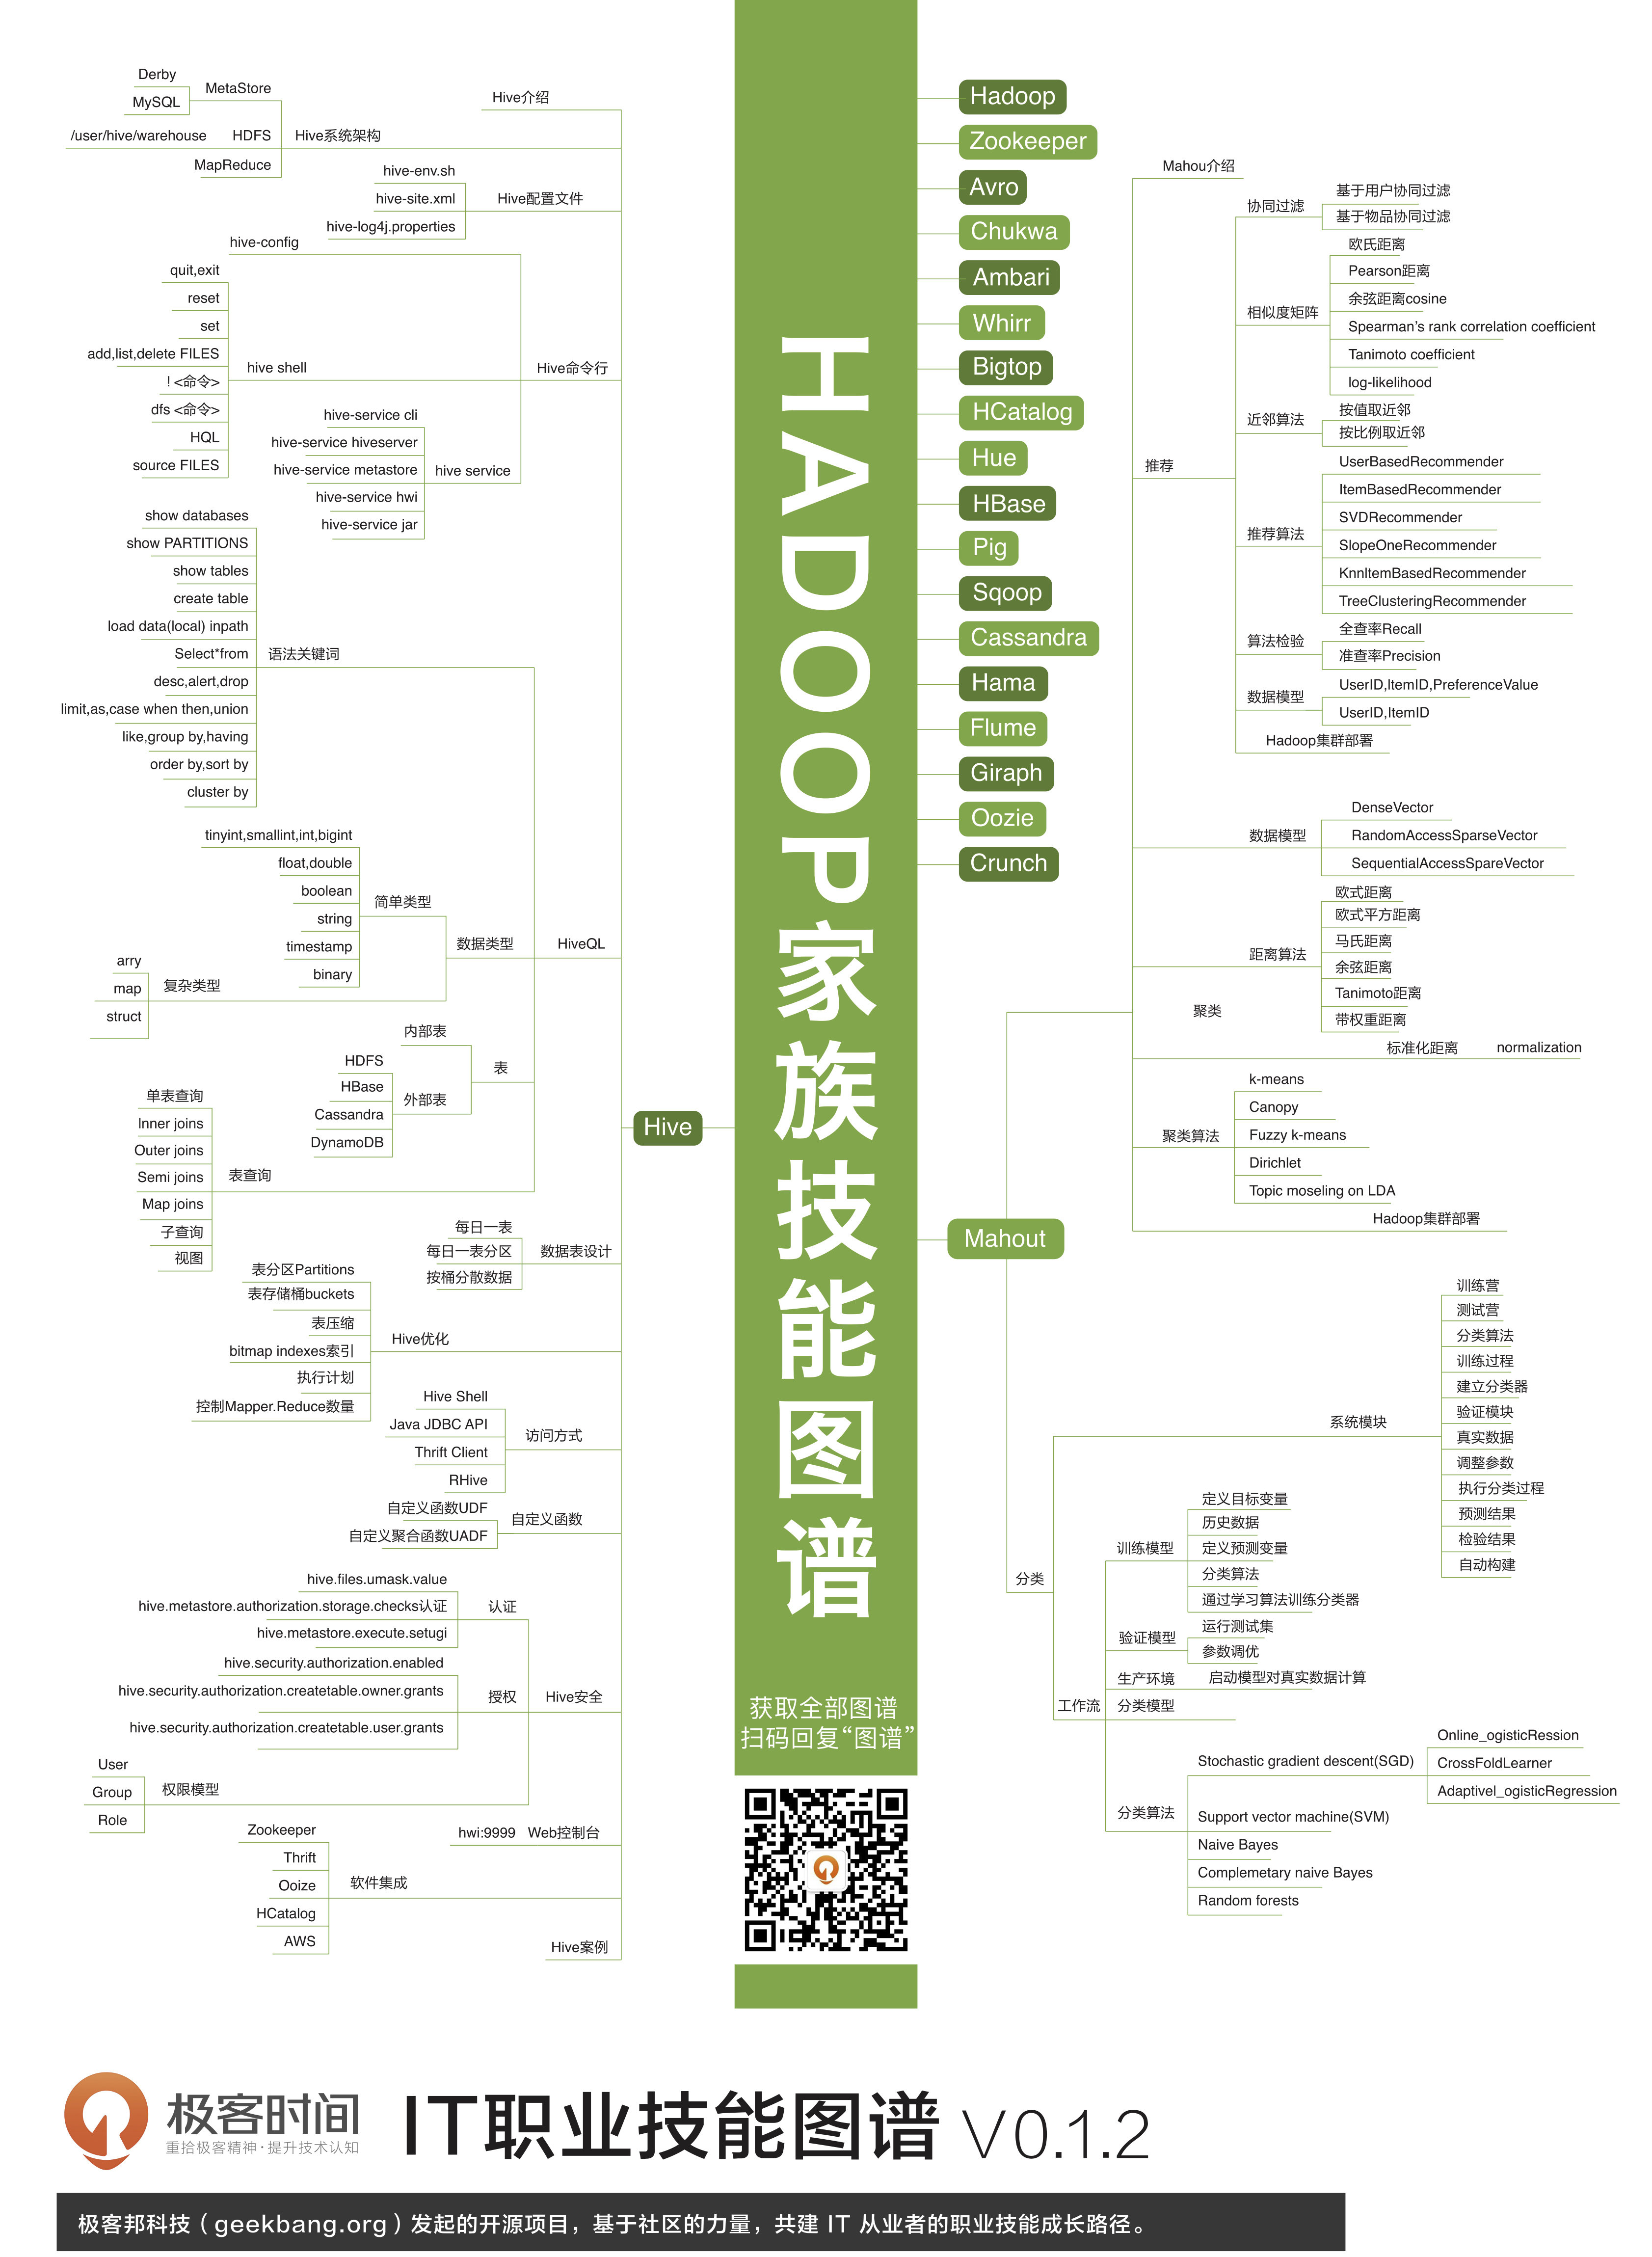 Derby
MySQL
MetaStore
/user/hive/warehouse
HDFS
MapReduce
Hive系统架构
Hive介绍
hive-env.sh
hive-site.xml
hive-log4j.properties
Hive配置文件
hive-config
quit,exit
reset
set
add,list,delete FILES
! <命令>
dfs <命令>
HQL
source FILES
hive shell
hive-service cli
hive-service hiveserver
hive-service metastore
hive-service hwi
hive-service jar
hive service
Hive命令行
show databases
show PARTITIONS
show tables
create table
load data(local) inpath
Select*from
desc,alert,drop
limit,as,case when then,union
like,group by,having
order by,sort by
cluster by
语法关键词
tinyint,smallint,int,bigint
float,double
boolean
string
timestamp
binary
简单类型
arry
map
struct
复杂类型
数据类型
HiveQL
内部表
HDFS
HBase
Cassandra
DynamoDB
外部表
表
单表查询
Inner joins
Outer joins
Semi joins
Map joins
子查询
视图
表查询
每日一表
每日一表分区
按桶分散数据
数据表设计
表分区Partitions
表存储桶buckets
表压缩
bitmap indexes索引
执行计划
控制Mapper.Reduce数量
Hive优化
Hive Shell
Java JDBC API
Thrift Client
RHive
访问方式
自定义函数UDF
自定义聚合函数UADF
自定义函数
hive.files.umask.value
hive.metastore.authorization.storage.checks认证
hive.metastore.execute.setugi
认证
hive.security.authorization.enabled
hive.security.authorization.createtable.owner.grants
hive.security.authorization.createtable.user.grants
授权
Hive安全
User
Group
Role
权限模型
hwi:9999
Web控制台
Zookeeper
Thrift
Ooize
HCatalog
AWS
软件集成
Hive案例
Hive
HADOOP家族技能图谱
获取全部图谱
扫码回复“图谱”
Hadoop
Zookeeper
Avro
Chukwa
Ambari
Whirr
Bigtop
HCatalog
Hue
HBase
Pig
Sqoop
Cassandra
Hama
Flume
Giraph
Oozie
Crunch
Mahout
Mahou介绍
推荐
协同过滤
基于用户协同过滤
基于物品协同过滤
相似度矩阵
欧氏距离
Pearson距离
余弦距离cosine
Spearman’s rank correlation coefficient
Tanimoto coefficient
log-likelihood
近邻算法
按值取近邻
按比例取近邻
推荐算法
UserBasedRecommender
ItemBasedRecommender
SVDRecommender
SlopeOneRecommender
KnnItemBasedRecommender
TreeClusteringRecommender
算法检验
全查率Recall
准查率Precision
数据模型
UserID,ItemID,PreferenceValue
UserID,ItemID
Hadoop集群部署
聚类
数据模型
DenseVector
RandomAccessSparseVector
SequentialAccessSpareVector
距离算法
欧式距离
欧式平方距离
马氏距离
余弦距离
Tanimoto距离
带权重距离
标准化距离
normalization
聚类算法
k-means
Canopy
Fuzzy k-means
Dirichlet
Topic moseling on LDA
Hadoop集群部署
分类
系统模块
训练营
测试营
分类算法
训练过程
建立分类器
验证模块
真实数据
调整参数
执行分类过程
预测结果
检验结果
自动构建
工作流
训练模型
定义目标变量
历史数据
定义预测变量
分类算法
通过学习算法训练分类器
验证模型
运行测试集
参数调优
生产环境
启动模型对真实数据计算
分类模型
分类算法
Stochastic gradient descent(SGD)
Online_ogisticRession
CrossFoldLearner
Adaptivel_ogisticRegression
Support vector machine(SVM)
Naive Bayes
Complemetary naive Bayes
Random forests
极客时间
重拾极客精神·提升技术认知
IT职业技能图谱 V0.1.2
极客邦科技（geekbang.org）发起的开源项目，基于社区的力量，共建 IT 从业者的职业技能成长路径。